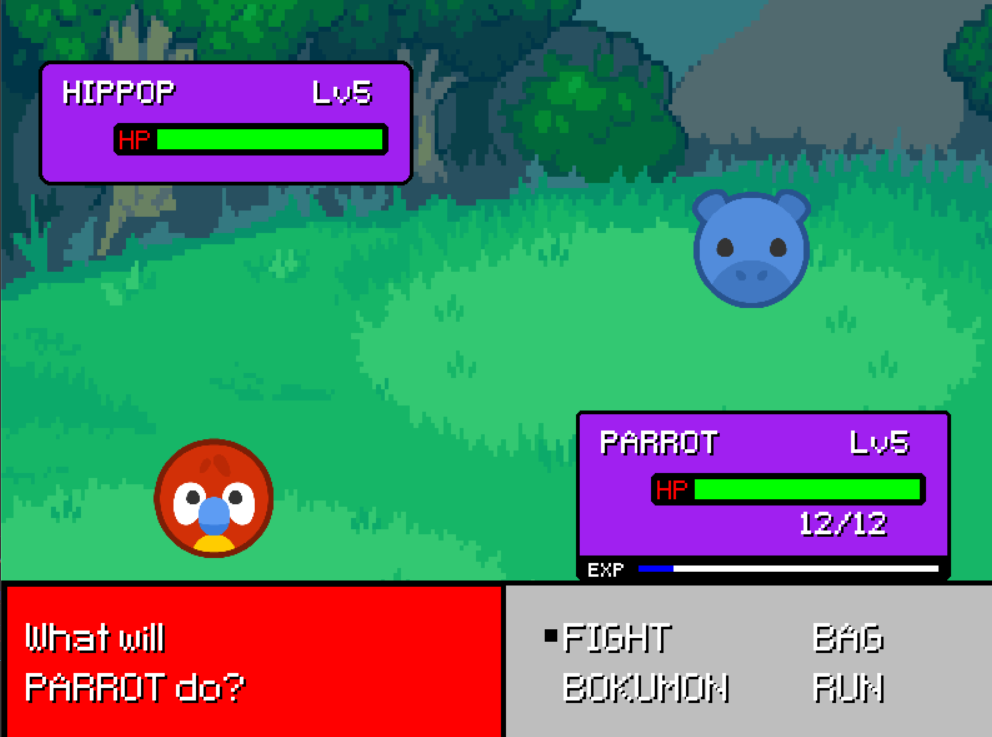 HIPPOP Lv5
HP
PARROT Lv5
HP
12/12
EXP
What will
PARROT do?
FIGHT BAG
BOKUMON RUN